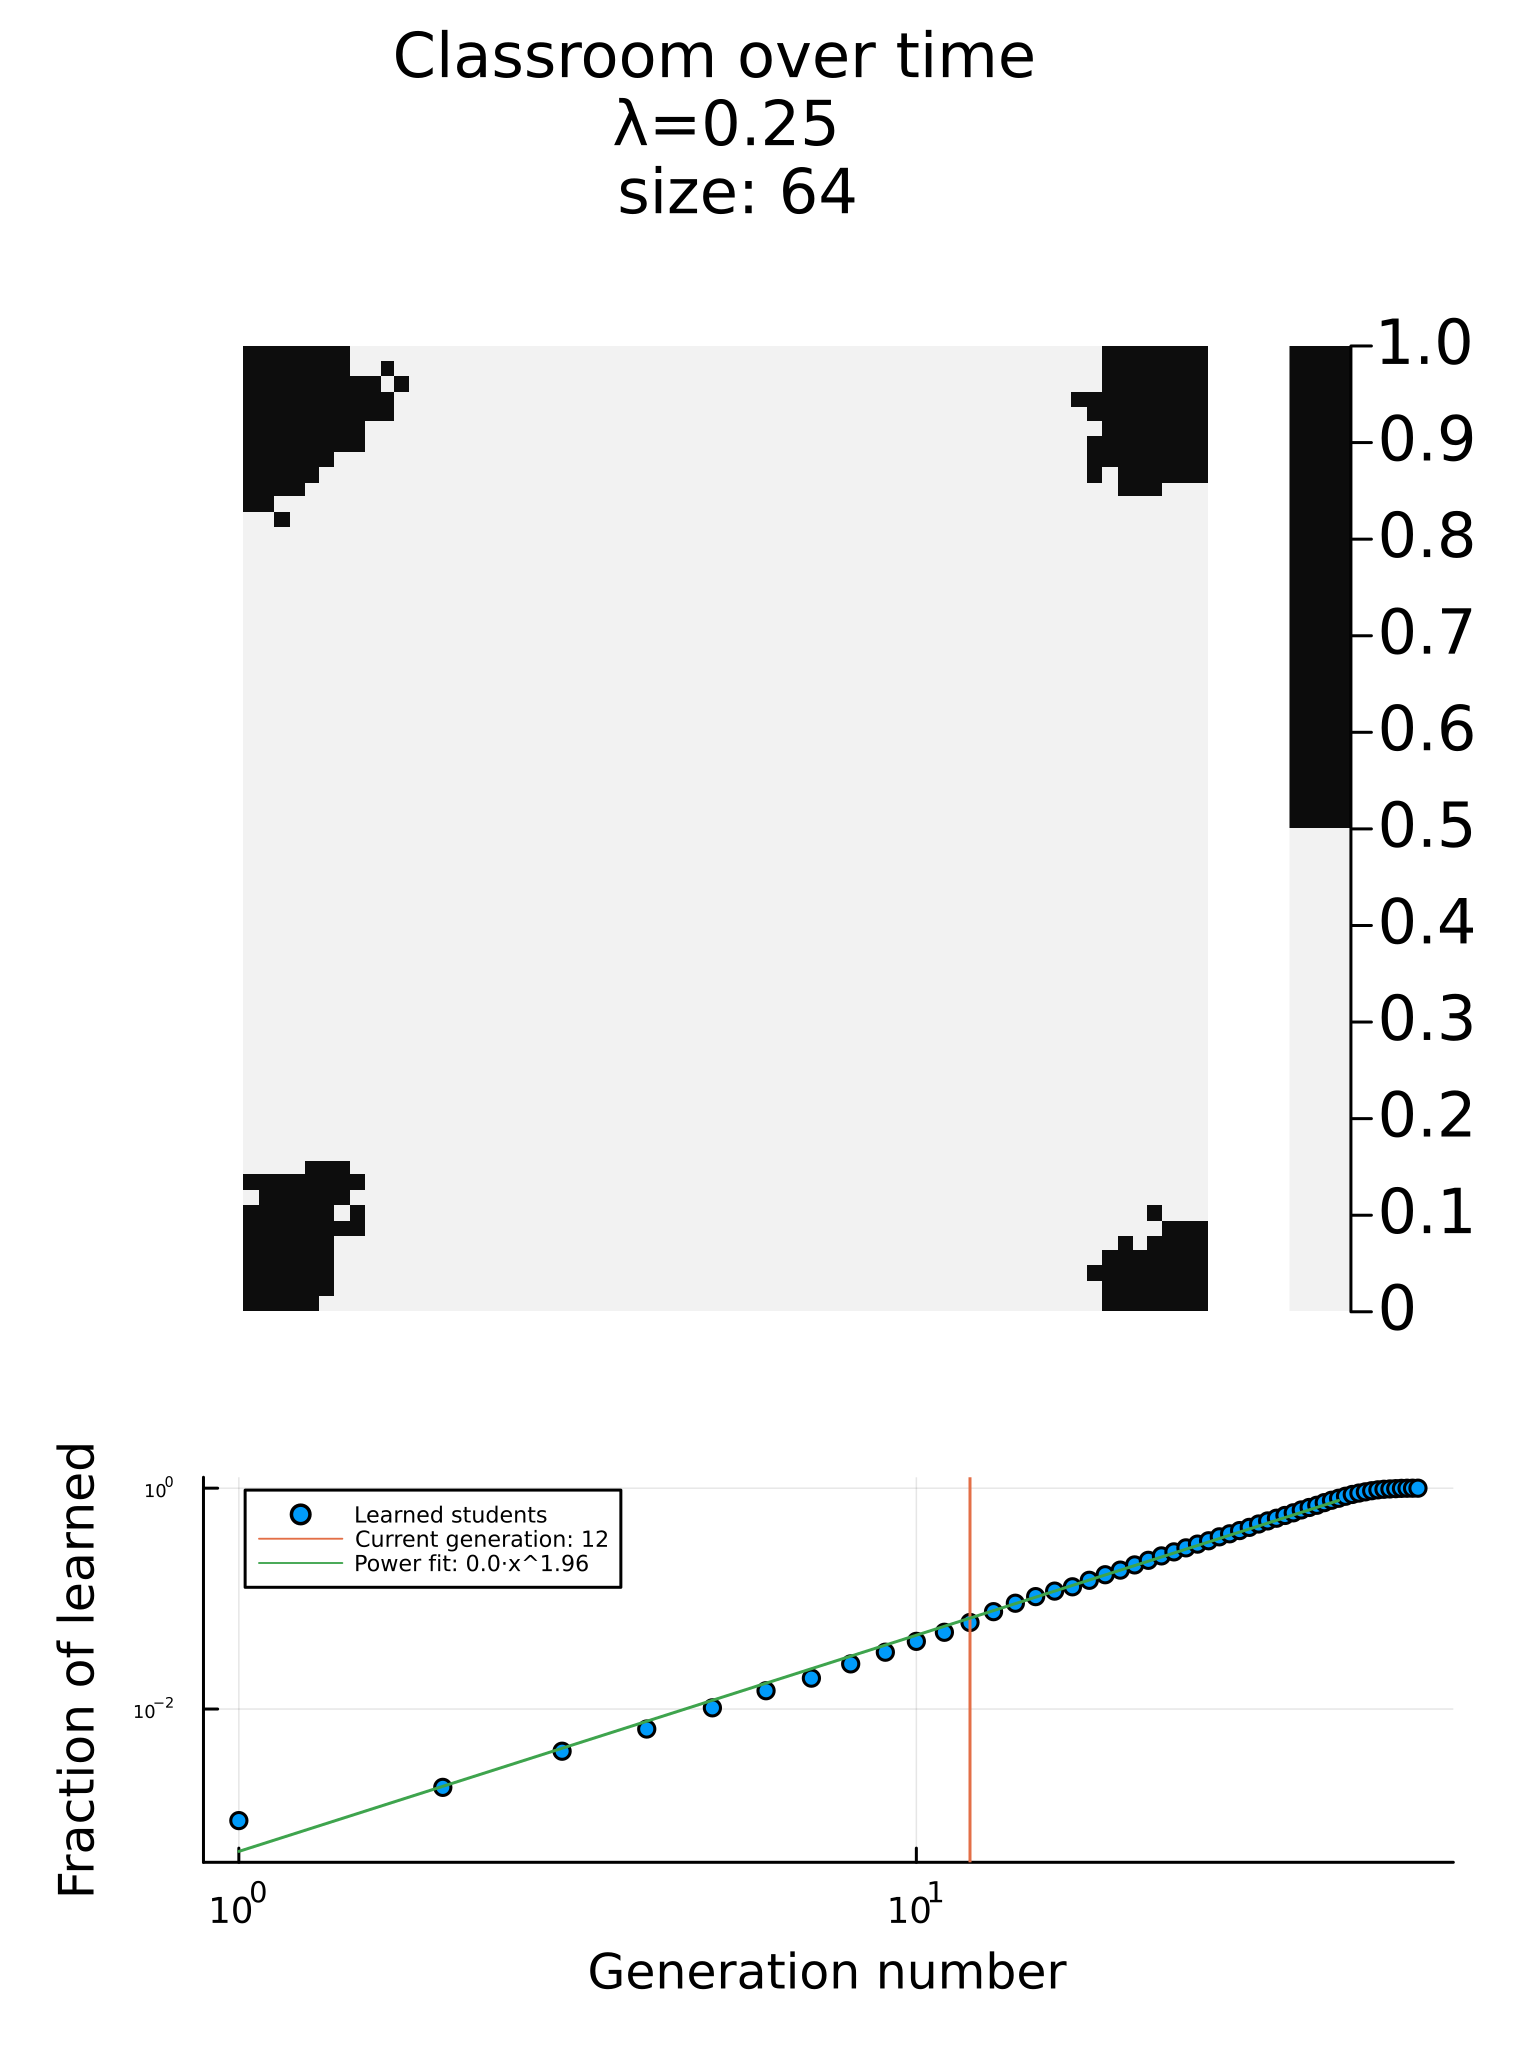 Classroom over time
λ=0.25
size: 64
1.0
0.9
0.8
0.7
0.6
0.5
0.4
0.3
0.2
0.1
0
Fraction of learned
10⁰
10⁻²
Learned students
Current generation: 12
Power fit: 0.0·x^1.96
10⁰
10¹
Generation number